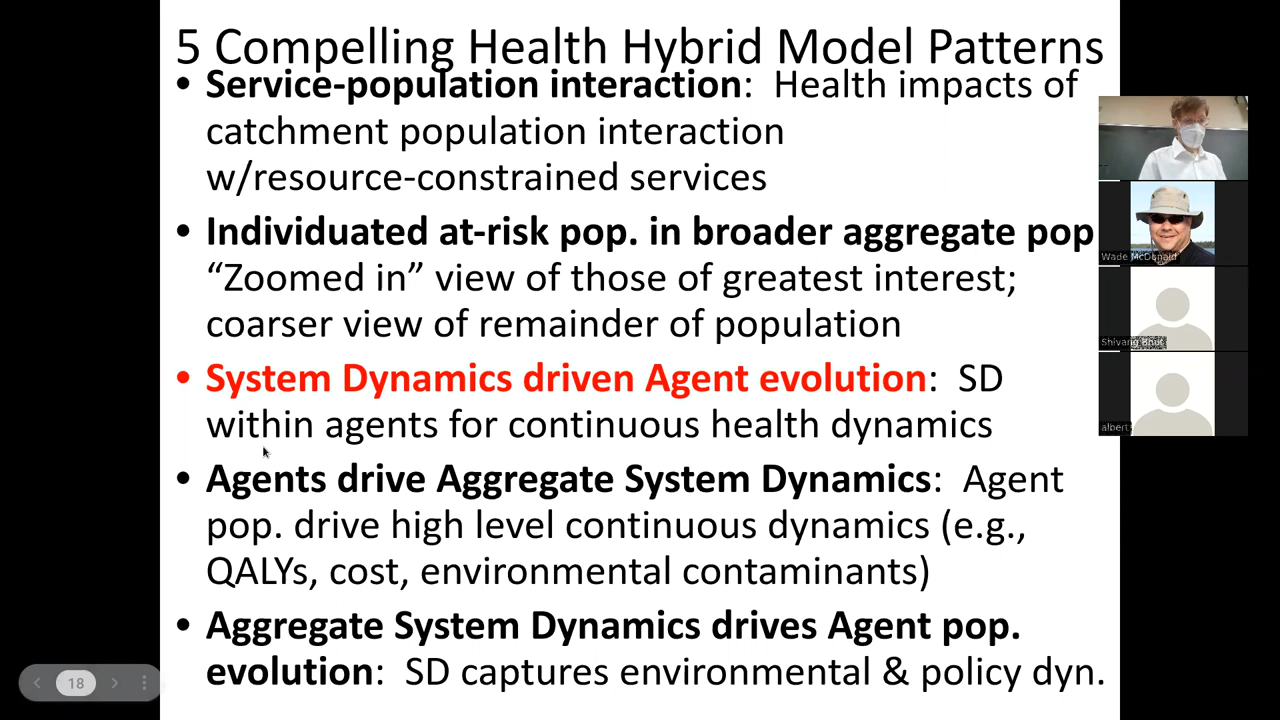 5 Compelling Health Hybrid Model Patterns
• Service-population interaction: Health impacts of
catchment population interaction
w/resource-constrained services
• Individuated at-risk pop. in broader aggregate pop
“Zoomed in” view of those of greatest interest;
coarser view of remainder of population
• System Dynamics driven Agent evolution: SD
within agents for continuous health dynamics
• Agents drive Aggregate System Dynamics: Agent
pop. drive high level continuous dynamics (e.g.,
QALYs, cost, environmental contaminants)
• Aggregate System Dynamics drives Agent pop.
evolution: SD captures environmental & policy dyn.
Wade McDonald
Shivang Bhut
albert
18